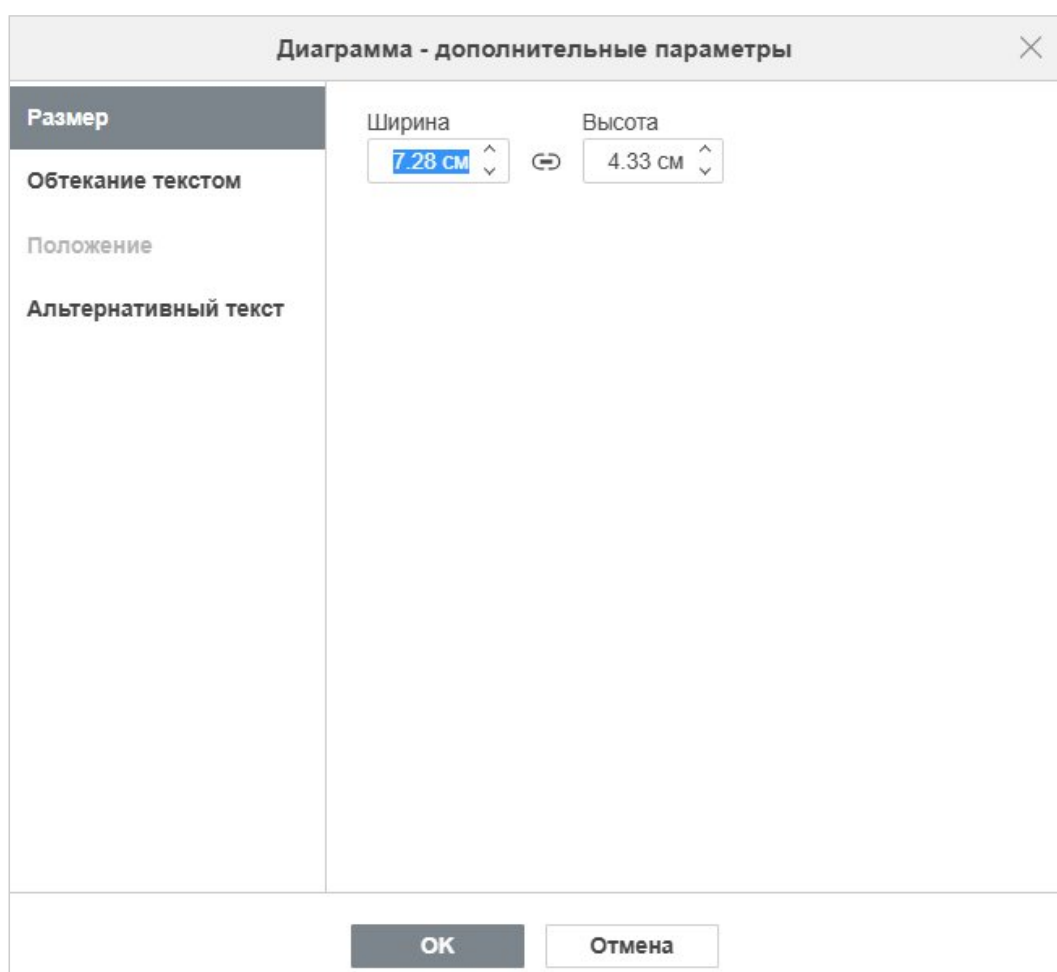 Диаграмма - дополнительные параметры
Размер
Обтекание текстом
Положение
Альтернативный текст
Ширина Высота
7.28 см 4.33 см
OK Отмена